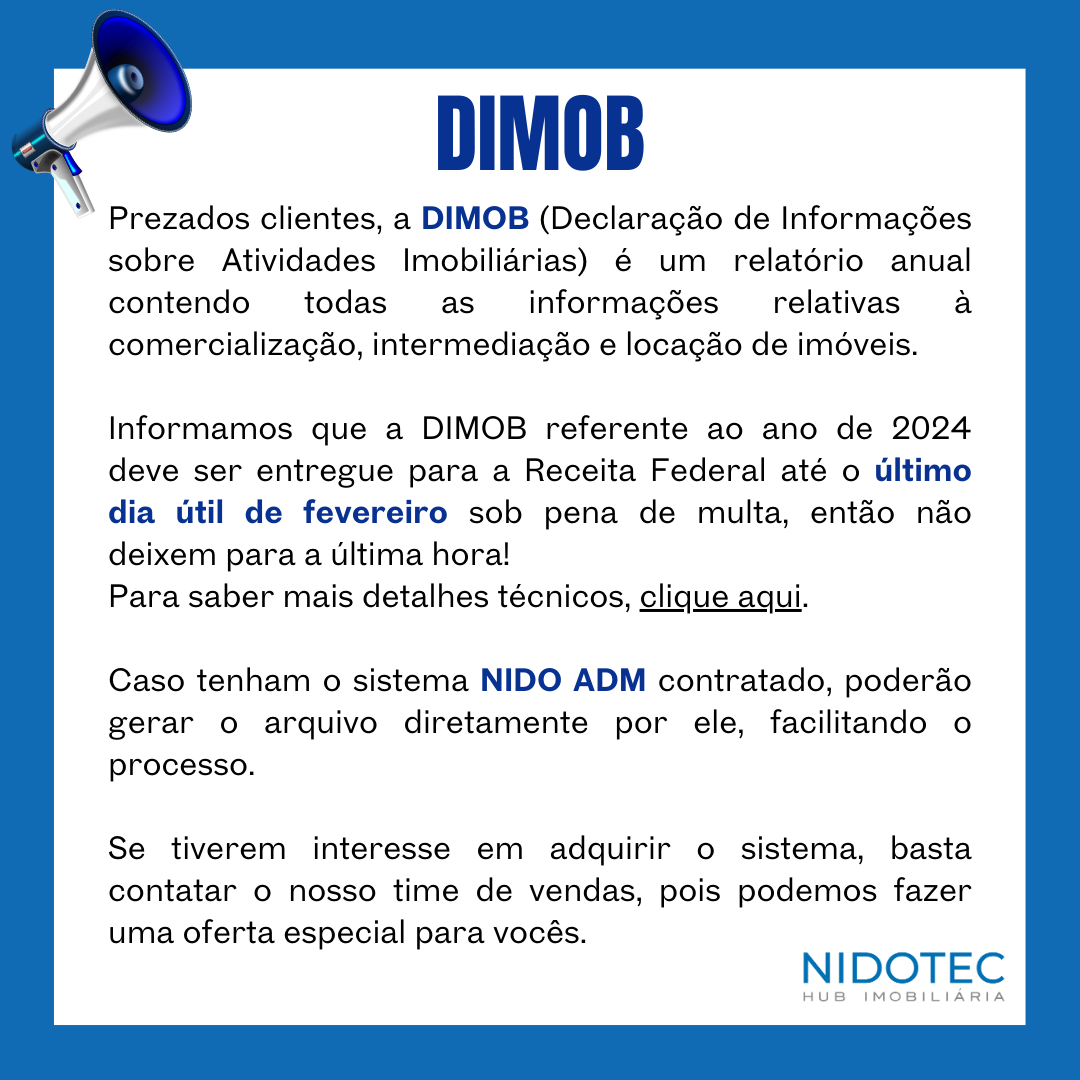 DIMOB
Prezados clientes, a DIMOB (Declaração de Informações
sobre Atividades Imobiliárias) é um relatório anual
contendo todas as informações relativas à
comercialização, intermediação e locação de imóveis.
Informamos que a DIMOB referente ao ano de 2024
deve ser entregue para a Receita Federal até o último
dia útil de fevereiro sob pena de multa, então não
deixem para a última hora!
Para saber mais detalhes técnicos, clique aqui.
Caso tenham o sistema NIDO ADM contratado, poderão
gerar o arquivo diretamente por ele, facilitando o
processo.
Se tiverem interesse em adquirir o sistema, basta
contatar o nosso time de vendas, pois podemos fazer
uma oferta especial para vocês.
NIDOTEC
HUB IMOBILIÁRIA